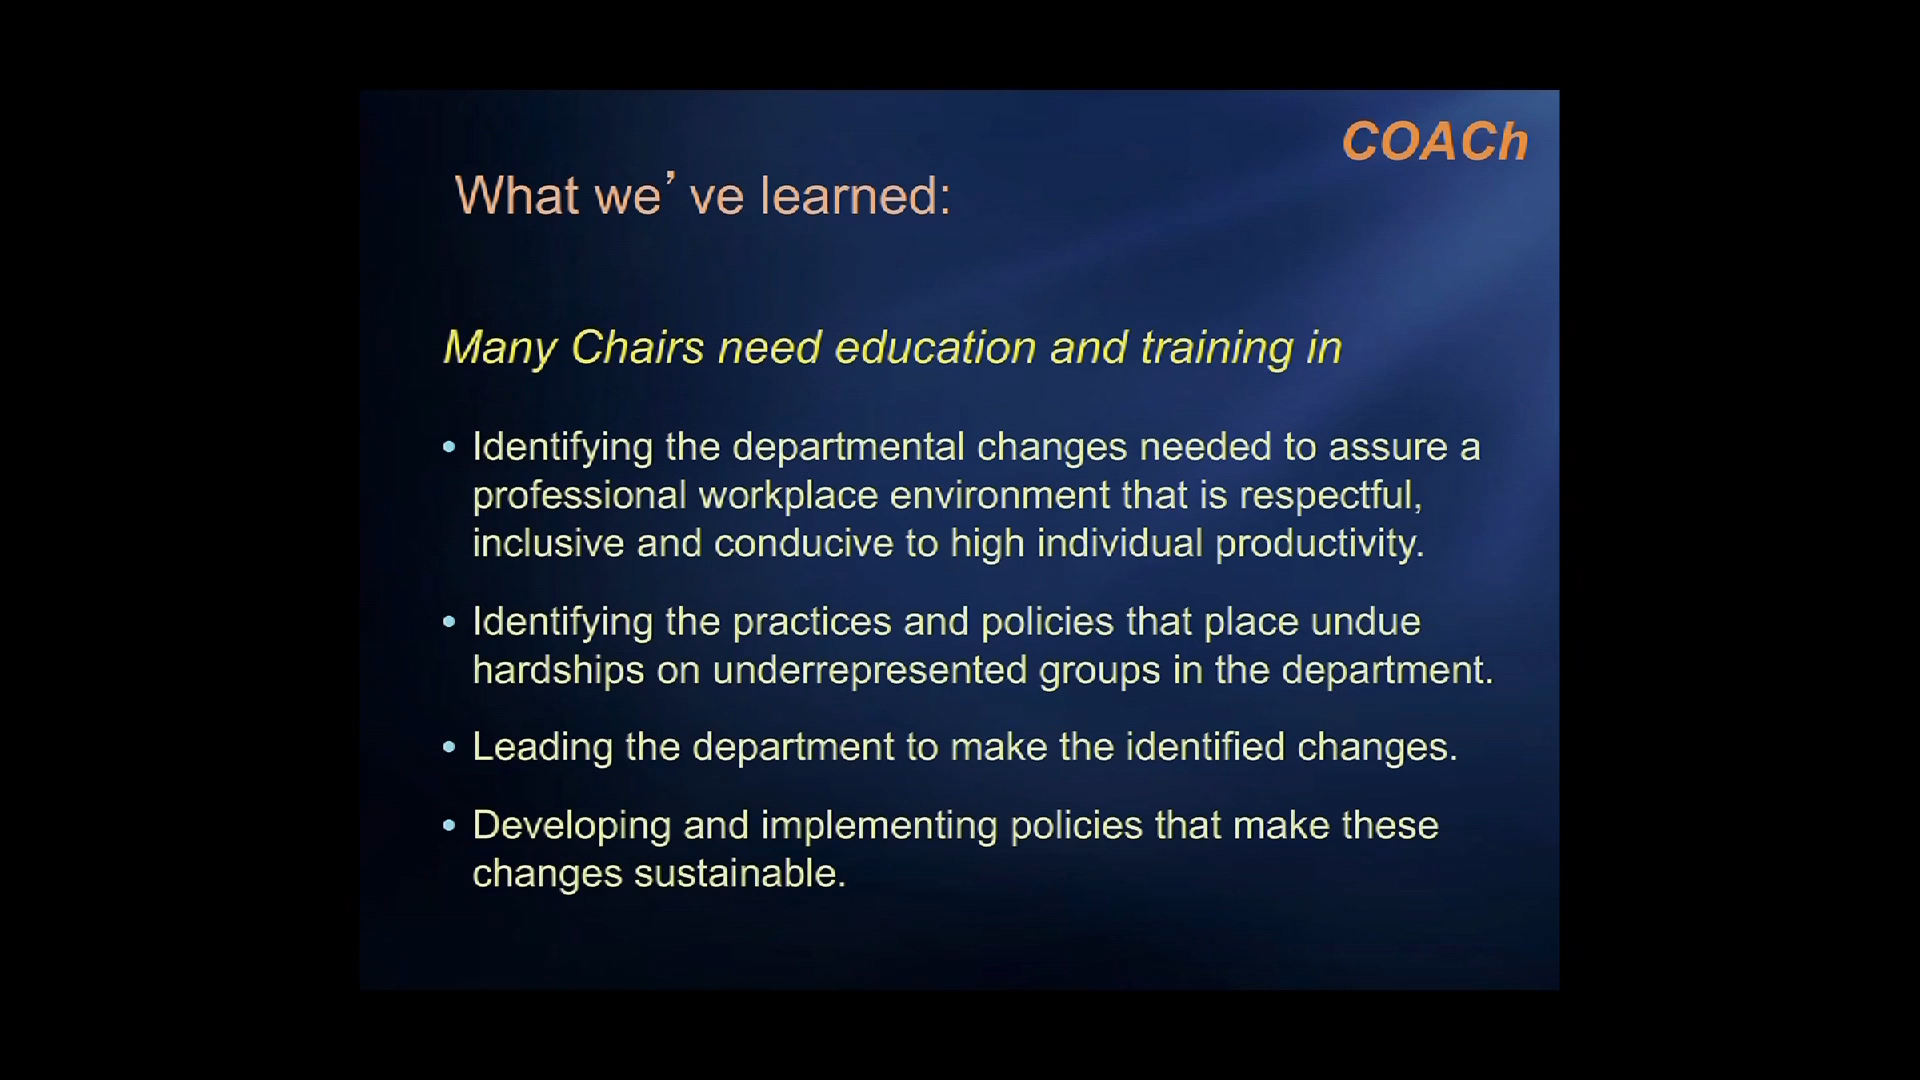 COACh
What we’ve learned:
Many Chairs need education and training in
• Identifying the departmental changes needed to assure a
professional workplace environment that is respectful,
inclusive and conducive to high individual productivity.
• Identifying the practices and policies that place undue
hardships on underrepresented groups in the department.
• Leading the department to make the identified changes.
• Developing and implementing policies that make these
changes sustainable.